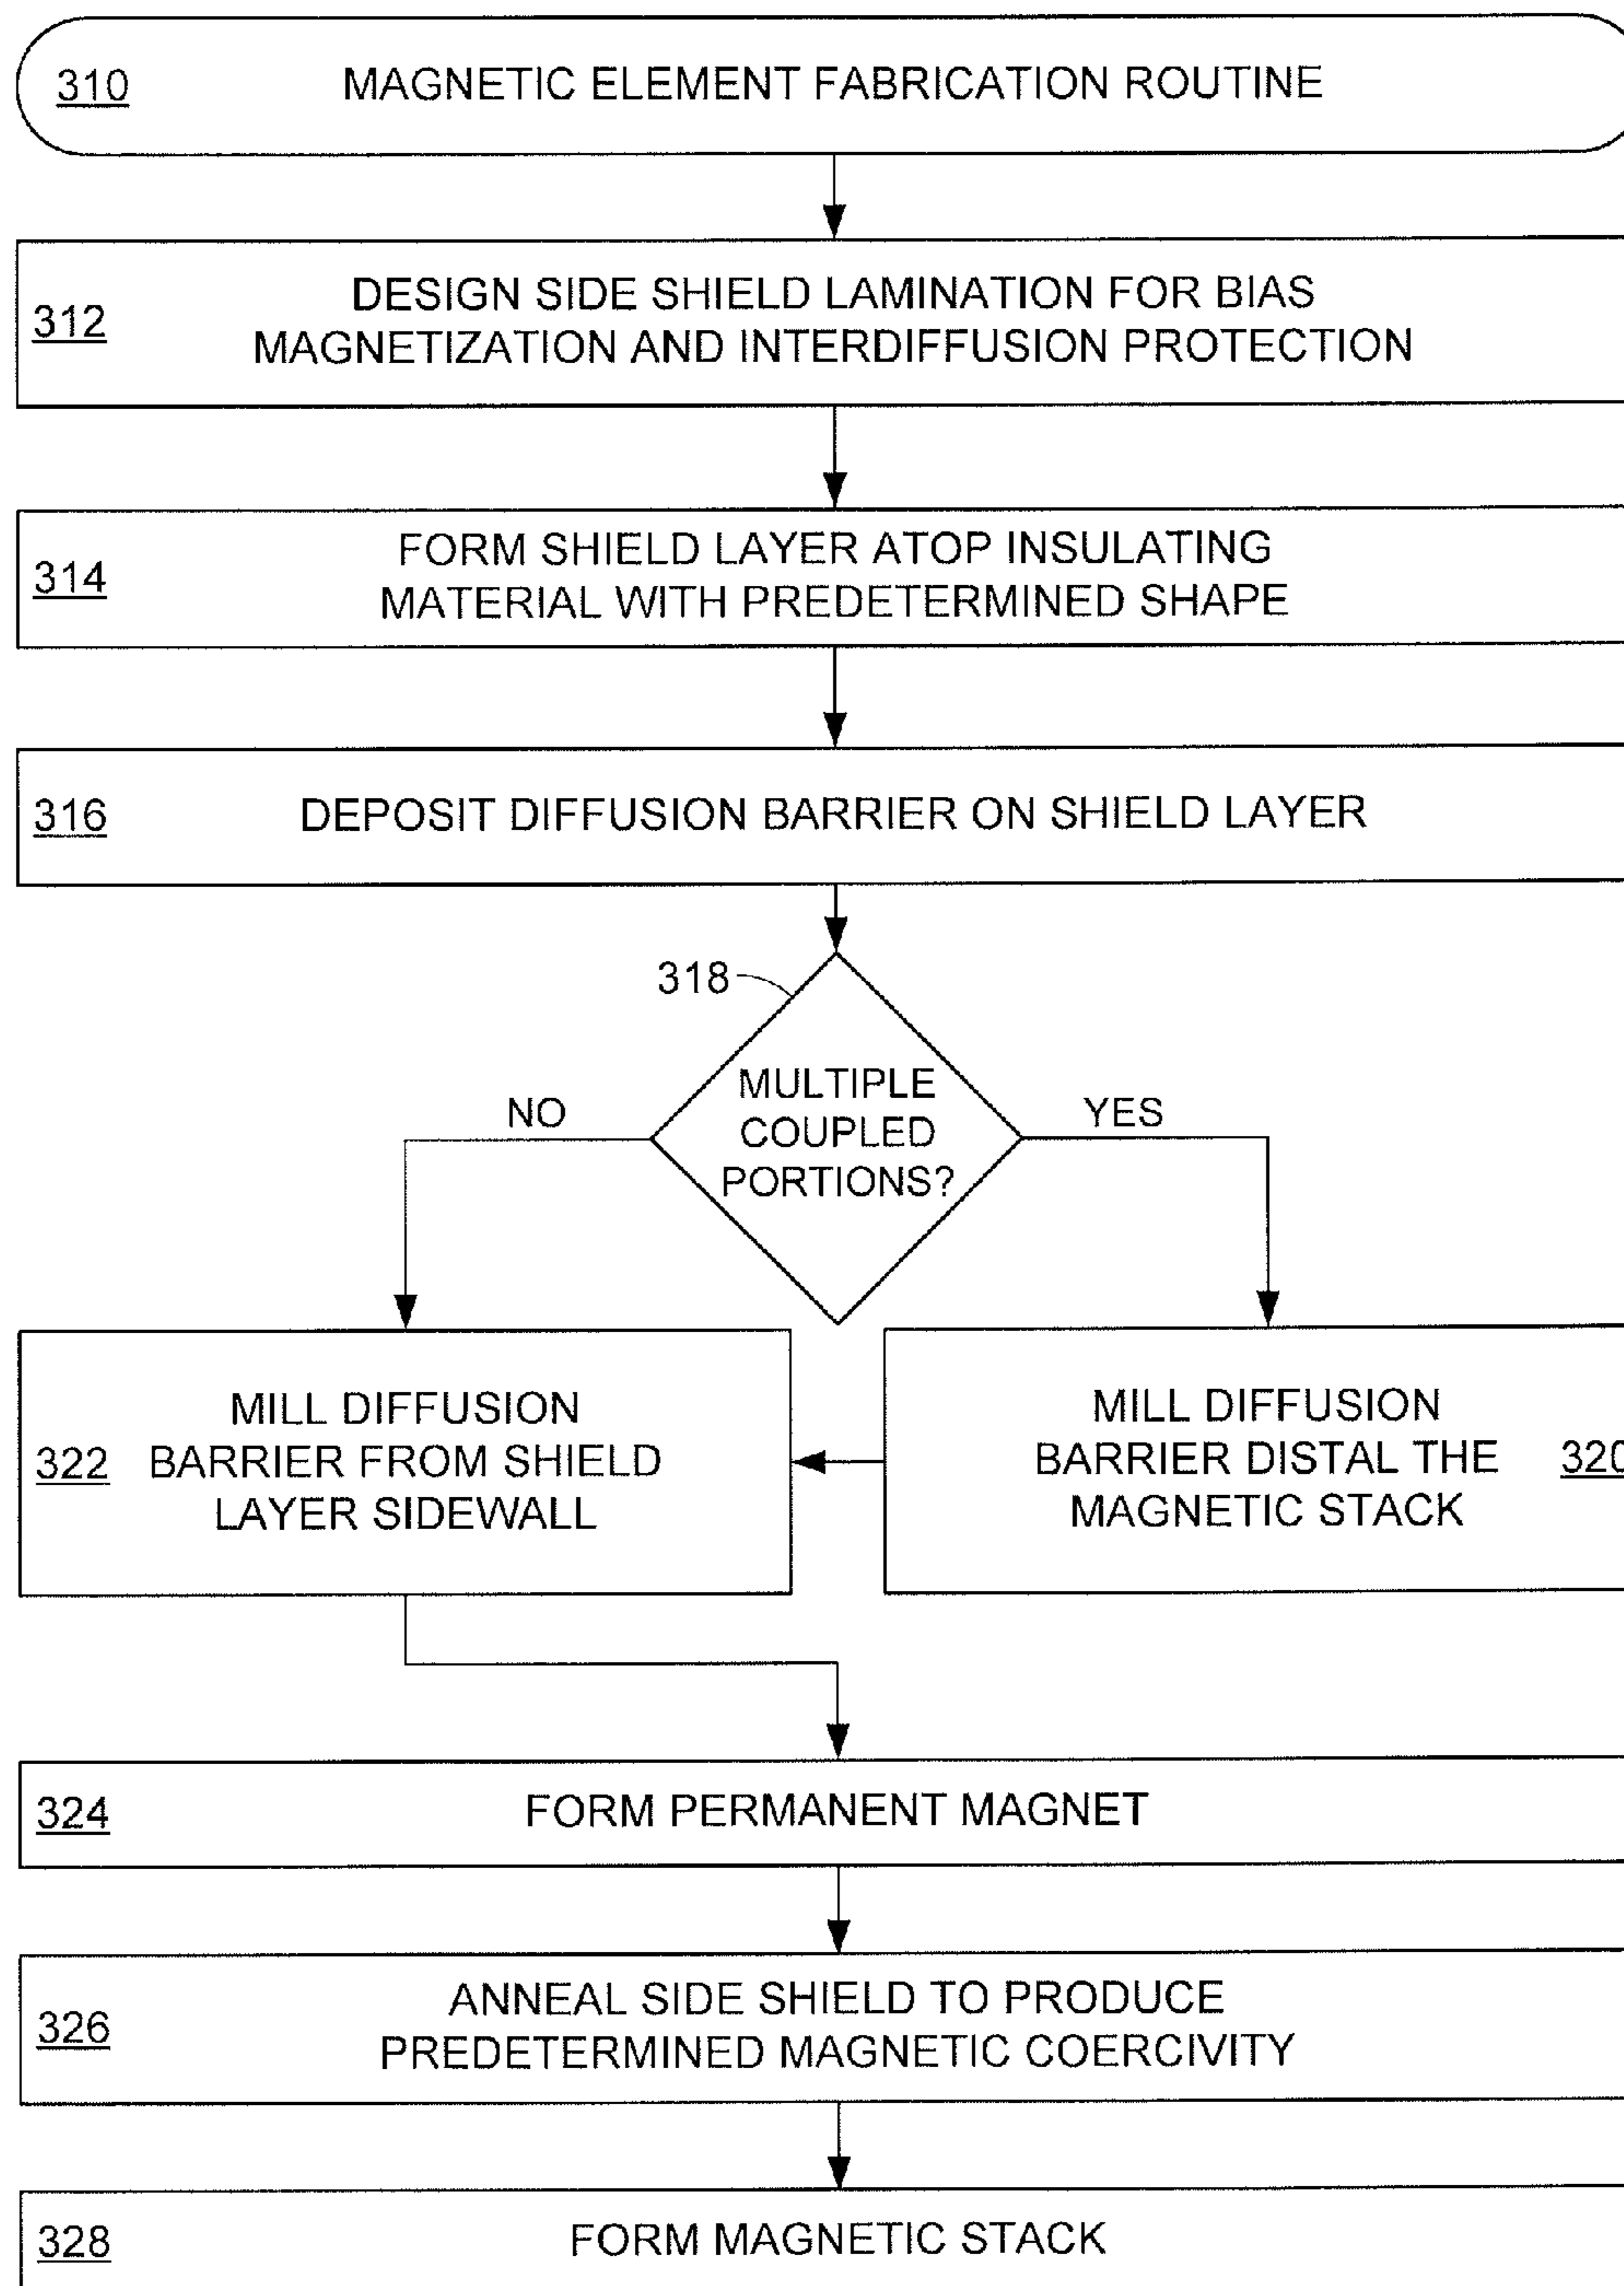 310 MAGNETIC ELEMENT FABRICATION ROUTINE
312
DESIGN SIDE SHIELD LAMINATION FOR BIAS
MAGNETIZATION AND INTERDIFFUSION PROTECTION
314
FORM SHIELD LAYER ATOP INSULATING
MATERIAL WITH PREDETERMINED SHAPE
316 DEPOSIT DIFFUSION BARRIER ON SHIELD LAYER
318
MULTIPLE
COUPLED
PORTIONS?
NO
YES
322
MILL DIFFUSION
BARRIER FROM SHIELD
LAYER SIDEWALL
MILL DIFFUSION
BARRIER DISTAL THE
MAGNETIC STACK
320
324 FORM PERMANENT MAGNET
326
ANNEAL SIDE SHIELD TO PRODUCE
PREDETERMINED MAGNETIC COERCIVITY
328 FORM MAGNETIC STACK